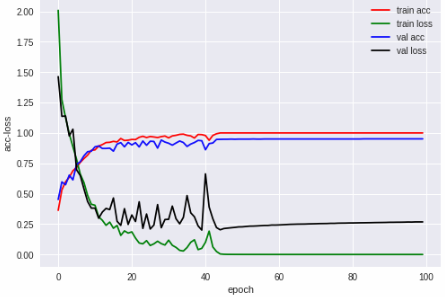 train acc
train loss
val acc
val loss
2.00
1.75
1.50
1.25
1.00
0.75
0.50
0.25
0.00
acc-loss
0 20 40 60 80 100
epoch